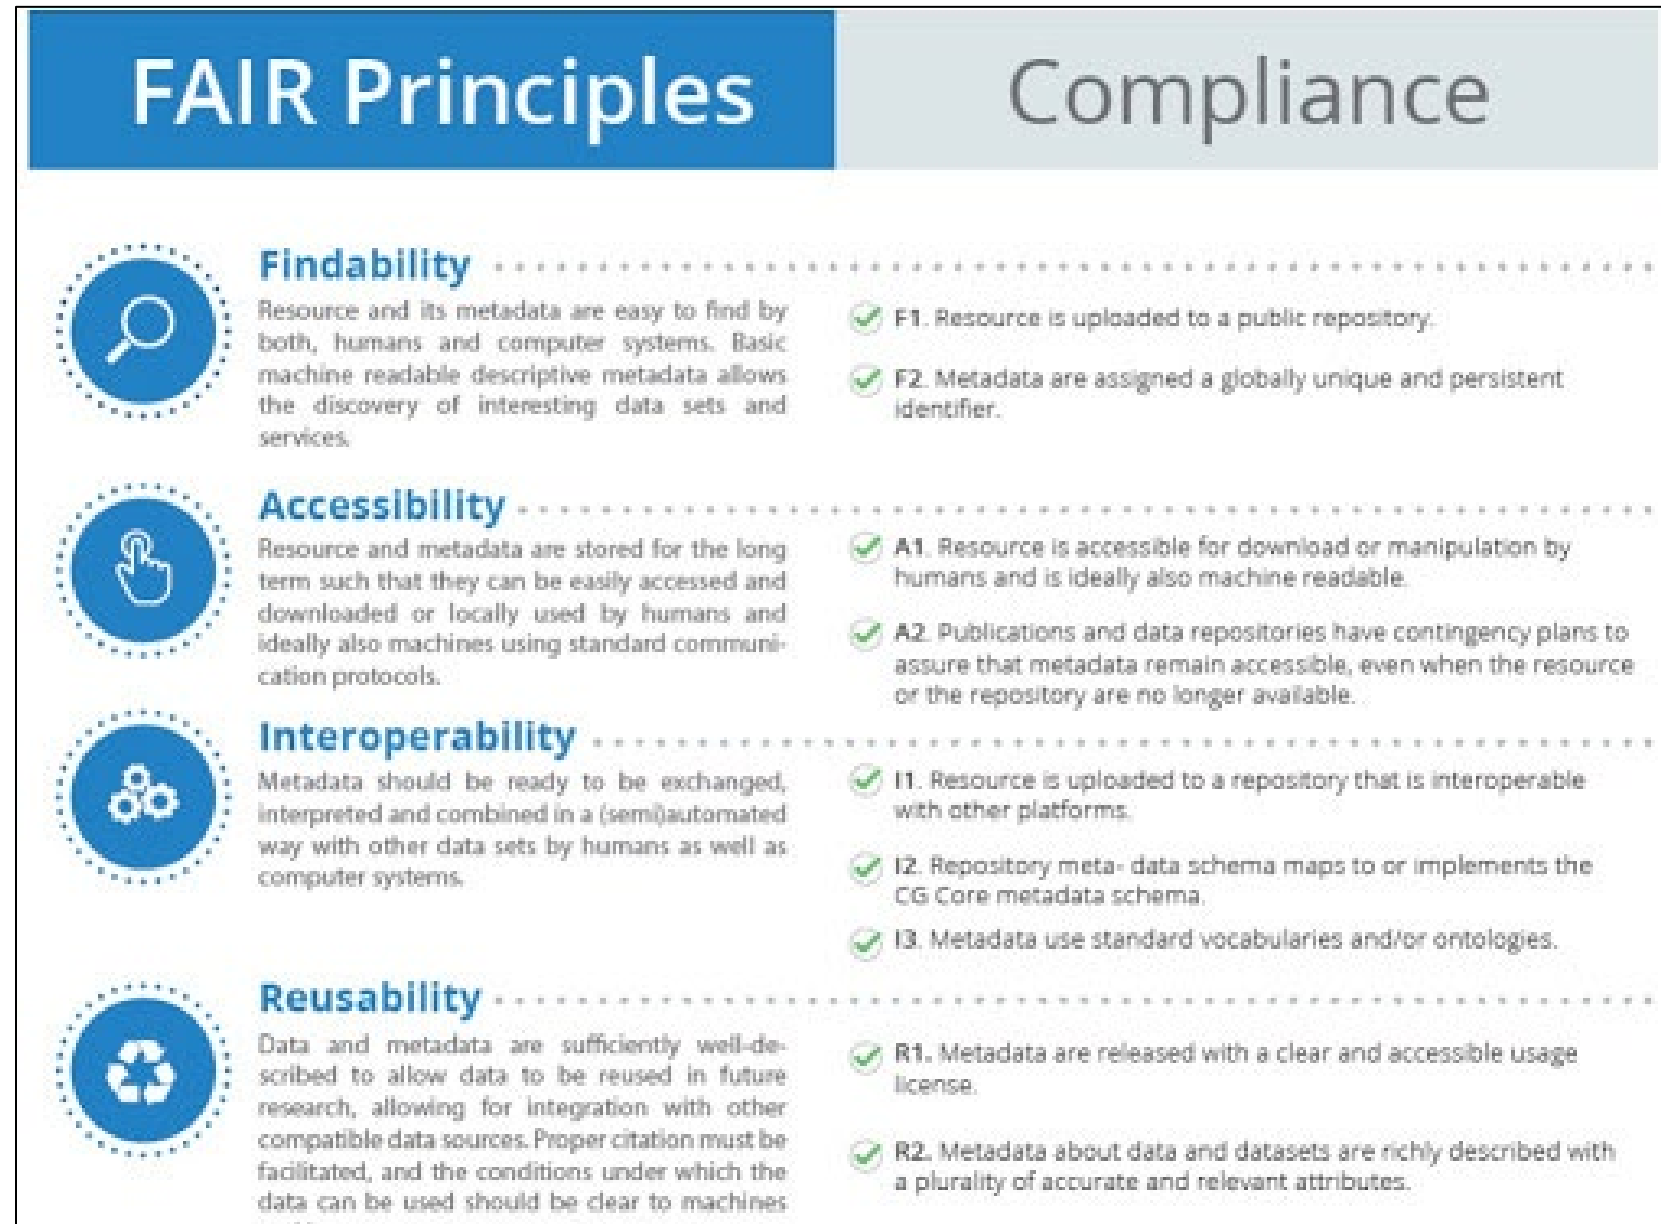 FAIR Principles
Compliance
Findability
Resource and its metadata are easy to find by
both, humans and computer systems. Basic
machine readable descriptive metadata allows
the discovery of interesting data sets and
services.
F1. Resource is uploaded to a public repository.
F2. Metadata are assigned a globally unique and persistent
identifier.
Accessibility
Resource and metadata are stored for the long
term such that they can be easily accessed and
downloaded or locally used by humans and
ideally also machines using standard communi-
cation protocols.
A1. Resource is accessible for download or manipulation by
humans and is ideally also machine readable.
A2. Publications and data repositories have contingency plans to
assure that metadata remain accessible, even when the resource
or the repository are no longer available.
Interoperability
Metadata should be ready to be exchanged,
interpreted and combined in a (semi)automated
way with other data sets by humans as well as
computer systems.
I1. Resource is uploaded to a repository that is interoperable
with other platforms.
I2. Repository meta- data schema maps to or implements the
CG Core metadata schema.
I3. Metadata use standard vocabularies and/or ontologies.
Reusability
Data and metadata are sufficiently well-de-
scribed to allow data to be reused in future
research, allowing for integration with other
compatible data sources. Proper citation must be
facilitated, and the conditions under which the
data can be used should be clear to machines
R1. Metadata are released with a clear and accessible usage
license.
R2. Metadata about data and datasets are richly described with
a plurality of accurate and relevant attributes.